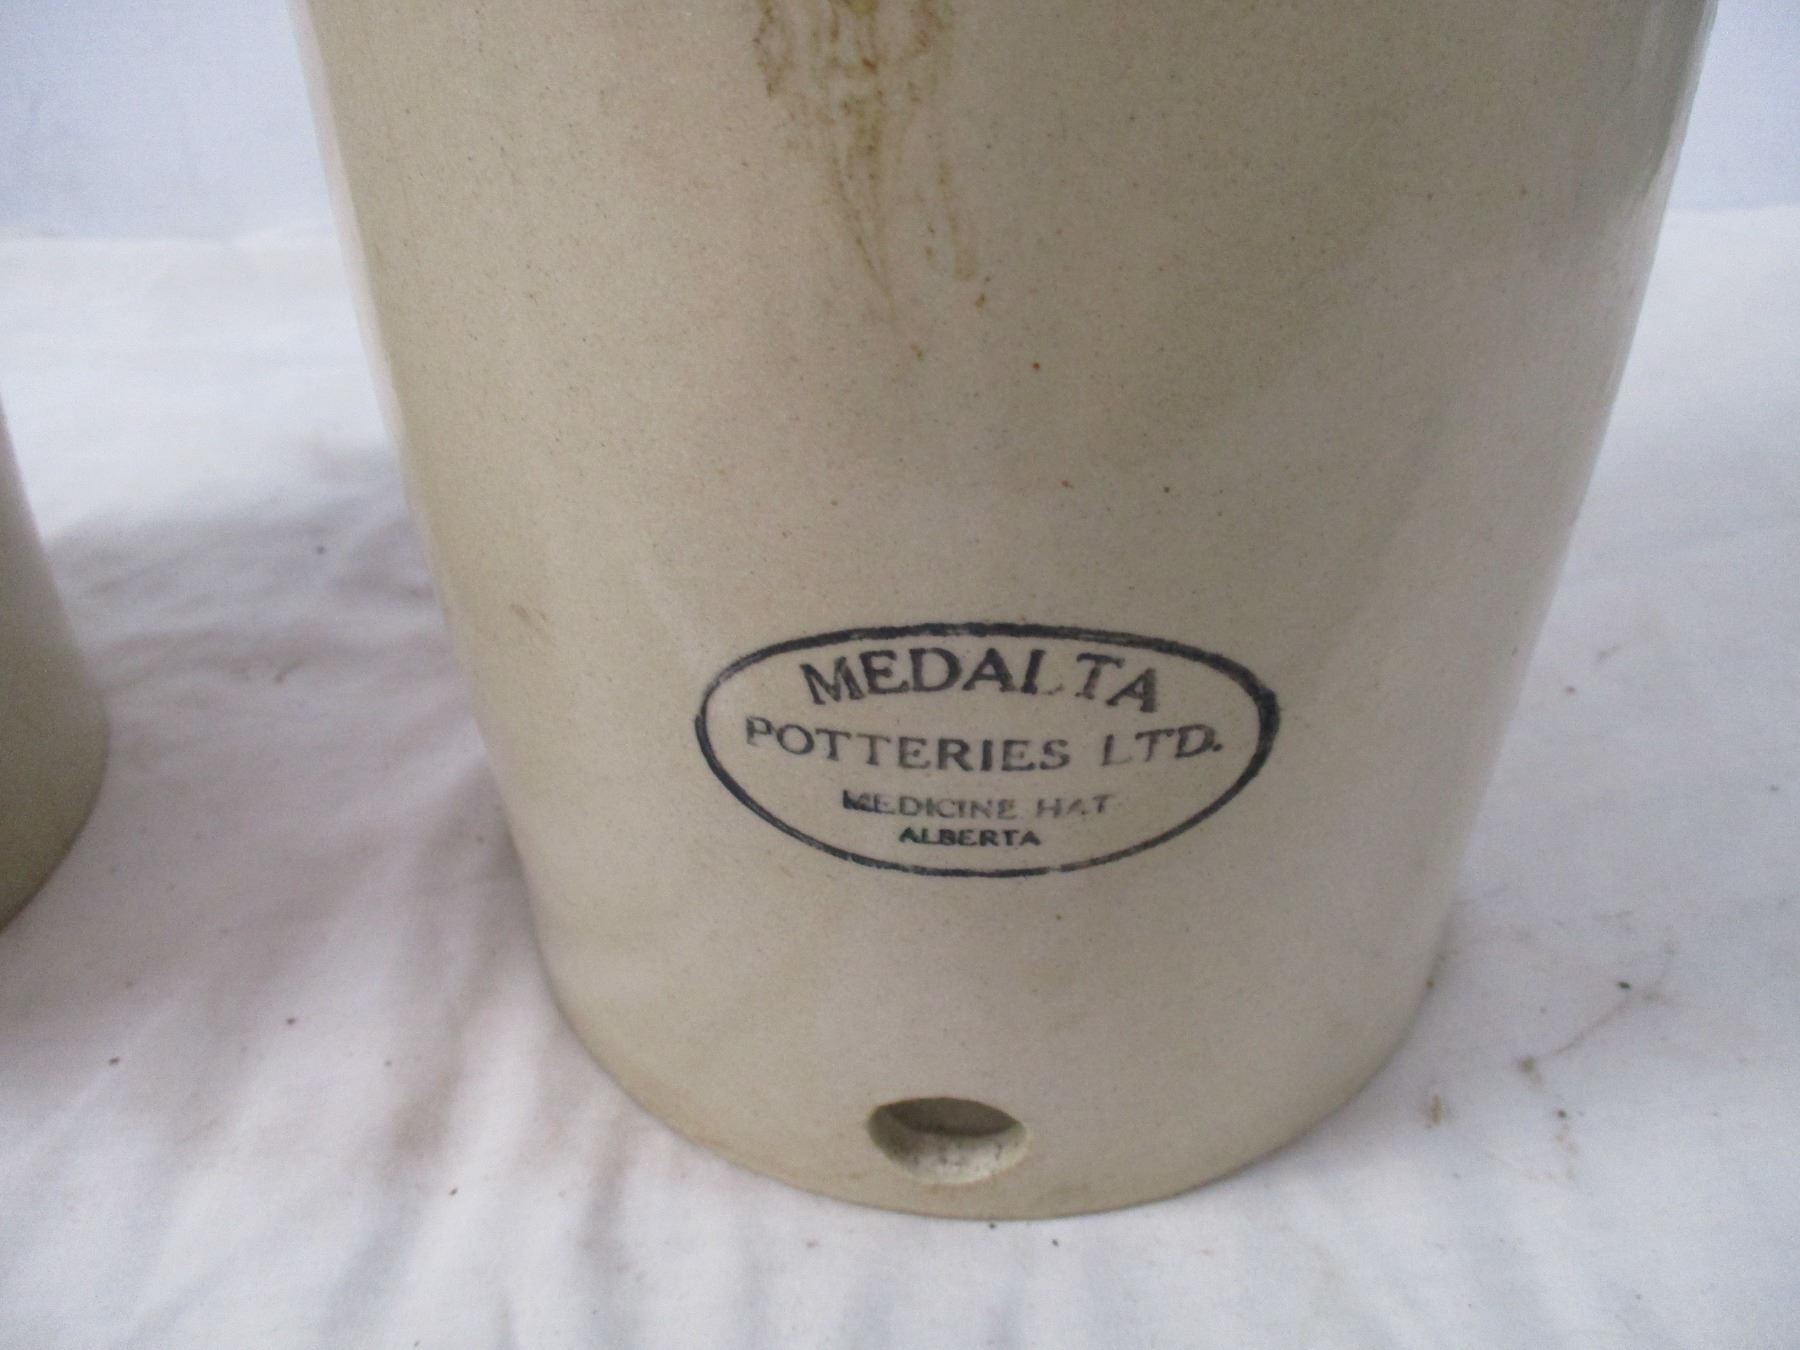 MEDALTA
POTTERIES LTD.
MEDICINE HAT
ALBERTA